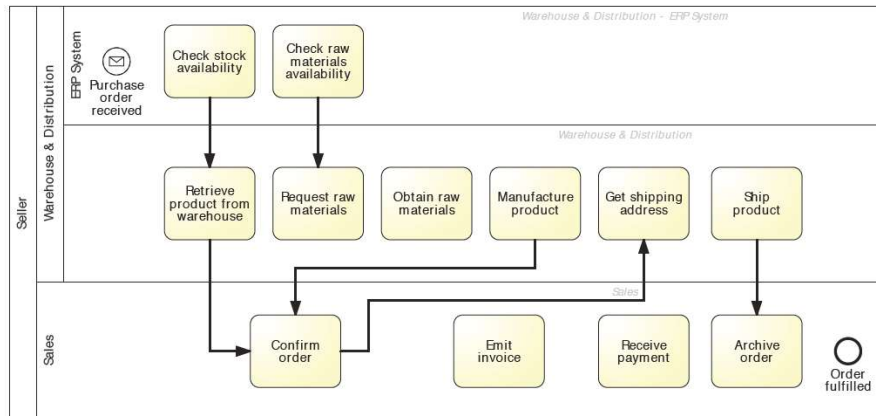 Warehouse & Distribution - ERP System
Seller
Warehouse & Distribution
ERP System
Purchase
order
received
Check stock
availability
Check raw
materials
availability
Warehouse & Distribution
Retrieve
product from
warehouse
Request raw
materials
Obtain raw
materials
Manufacture
product
Get shipping
address
Ship
product
Sales
Sales
Confirm
order
Emit
invoice
Receive
payment
Archive
order
Order
fulfilled